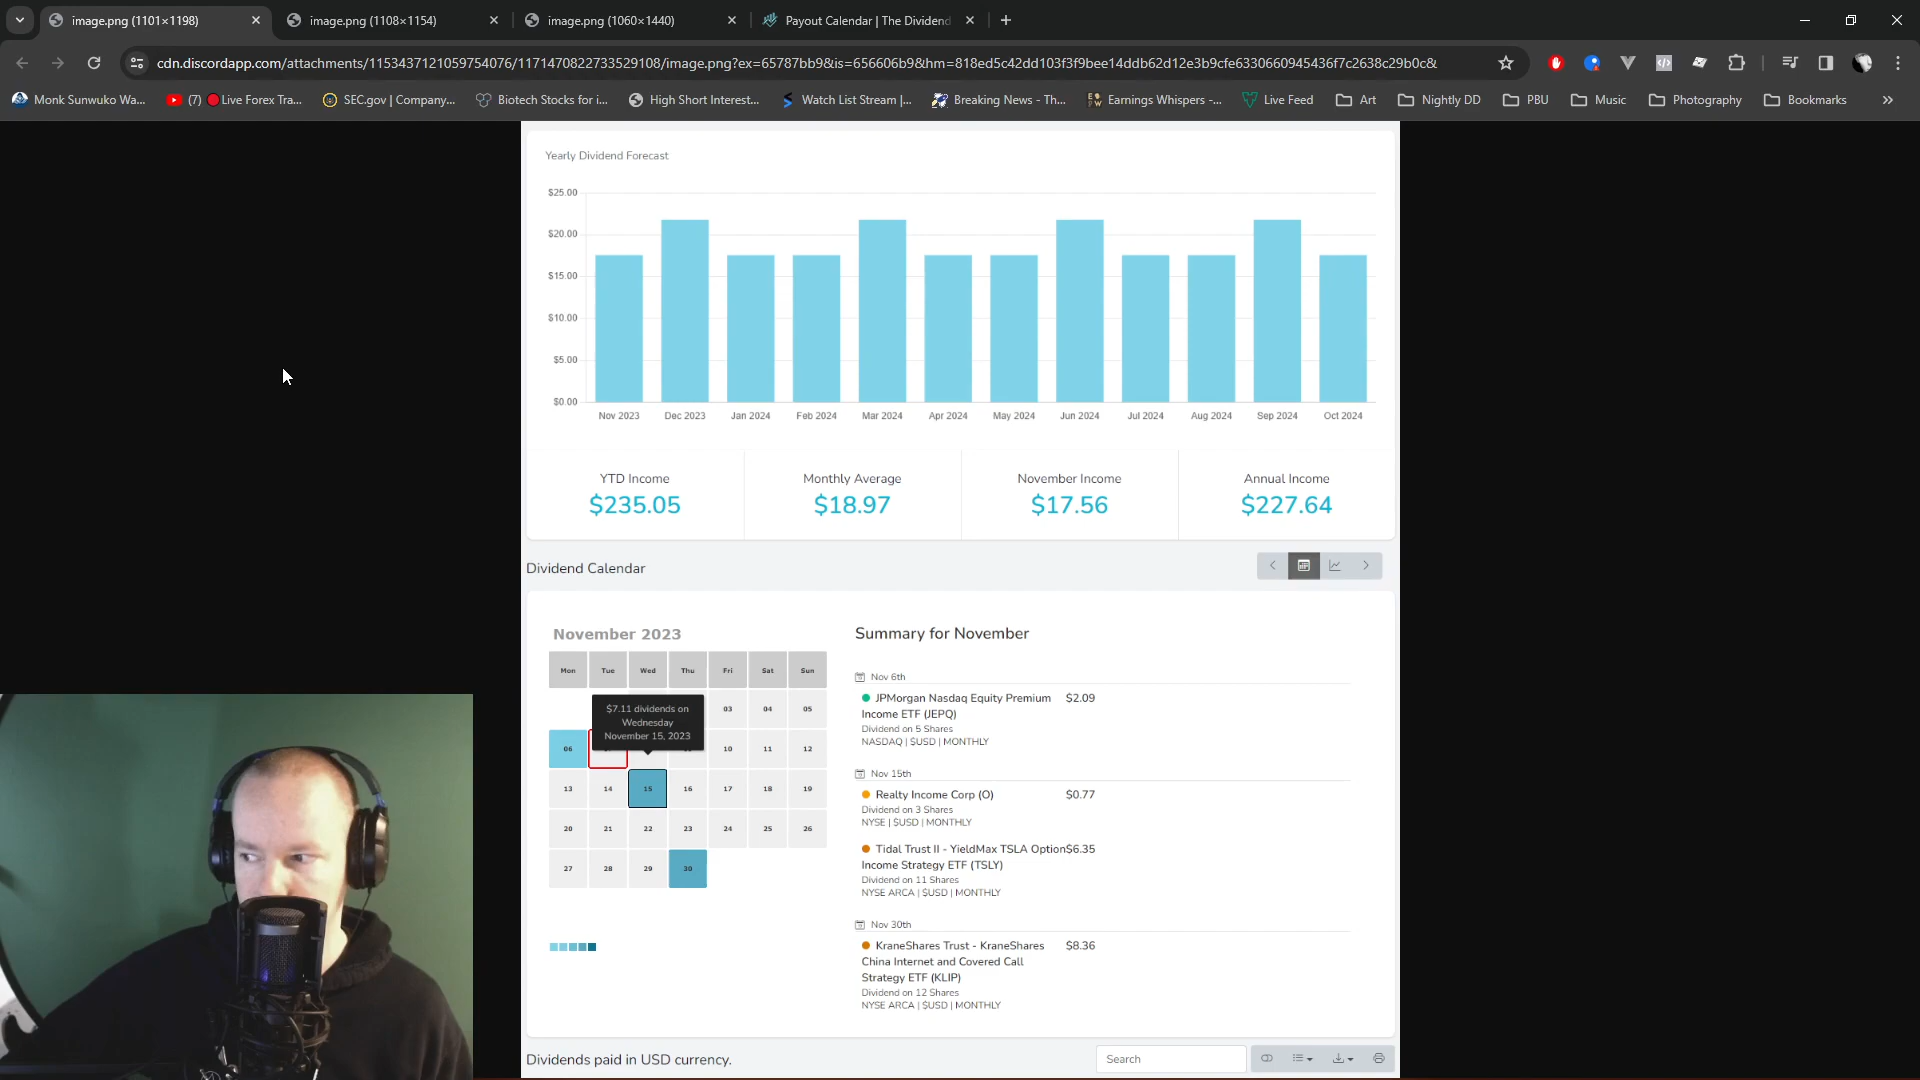 image.png (1101×1198)
image.png (1108×1154)
image.png (1060×1440)
Payout Calendar | The Dividend
cdn.discordapp.com/attachments/1153437121059754076/1171470822733529108/image.png?ex=65787bb9&is=656606b9&hm=818ed5c42dd103f3f9bee14ddb62d12e3b9cfe6330660945436f7c2638c29b0c&
Monk Sunwuko Wa...
(7) Live Forex Tra...
SEC.gov | Company...
Biotech Stocks for i...
High Short Interest...
Watch List Stream |...
Breaking News - Th...
Earnings Whispers -...
Live Feed
Art
Nightly DD
PBU
Music
Photography
Bookmarks
Yearly Dividend Forecast
$25.00
$20.00
$15.00
$10.00
$5.00
$0.00
Nov 2023 Dec 2023 Jan 2024 Feb 2024 Mar 2024 Apr 2024 May 2024 Jun 2024 Jul 2024 Aug 2024 Sep 2024 Oct 2024
YTD Income
$235.05
Monthly Average
$18.97
November Income
$17.56
Annual Income
$227.64
Dividend Calendar
November 2023
Mon Tue Wed Thu Fri Sat Sun
$7.11 dividends on
Wednesday
November 15, 2023
03 04 05
06 10 11 12
13 14 15 16 17 18 19
20 21 22 23 24 25 26
27 28 29 30
Summary for November
Nov 6th
JPMorgan Nasdaq Equity Premium $2.09
Income ETF (JEPQ)
Dividend on 5 Shares
NASDAQ | $USD | MONTHLY
Nov 15th
Realty Income Corp (O) $0.77
Dividend on 3 Shares
NYSE | $USD | MONTHLY
Tidal Trust II - YieldMax TSLA Option$6.35
Income Strategy ETF (TSLY)
Dividend on 11 Shares
NYSE ARCA | $USD | MONTHLY
Nov 30th
KraneShares Trust - KraneShares $8.36
China Internet and Covered Call
Strategy ETF (KLIP)
Dividend on 12 Shares
NYSE ARCA | $USD | MONTHLY
Dividends paid in USD currency.
Search